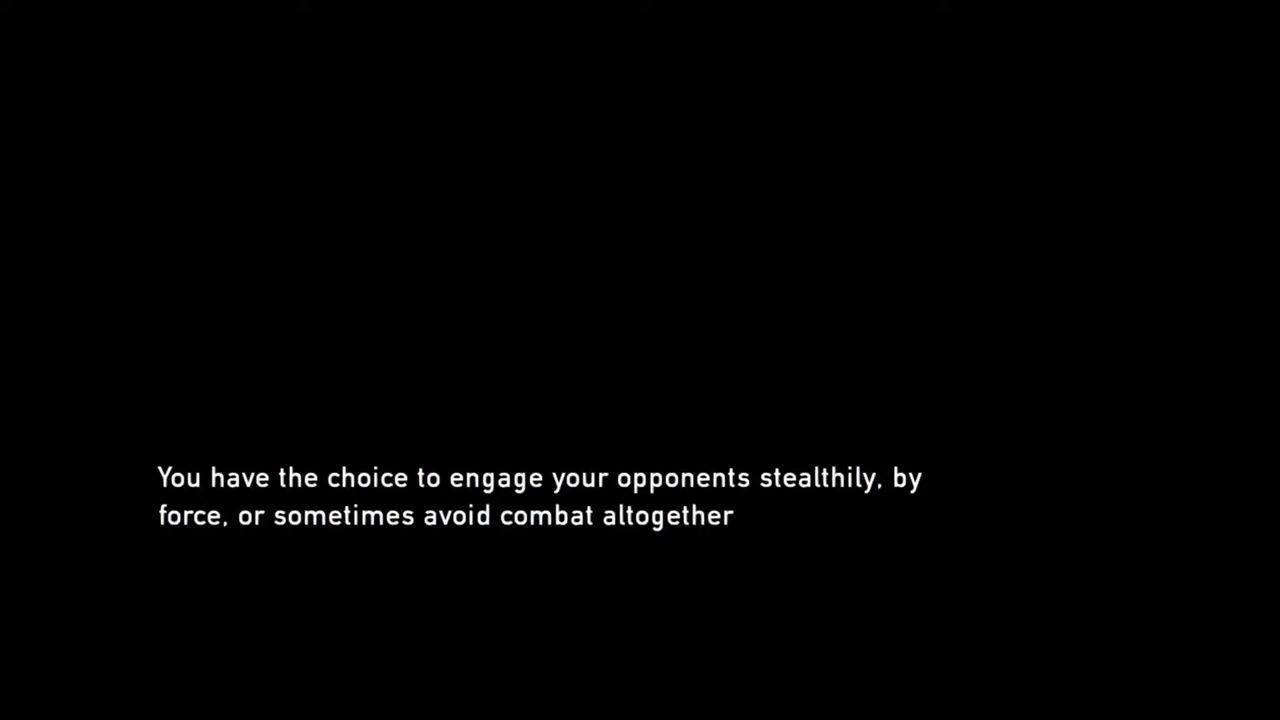 You have the choice to engage your opponents stealthily, by
force, or sometimes avoid combat altogether